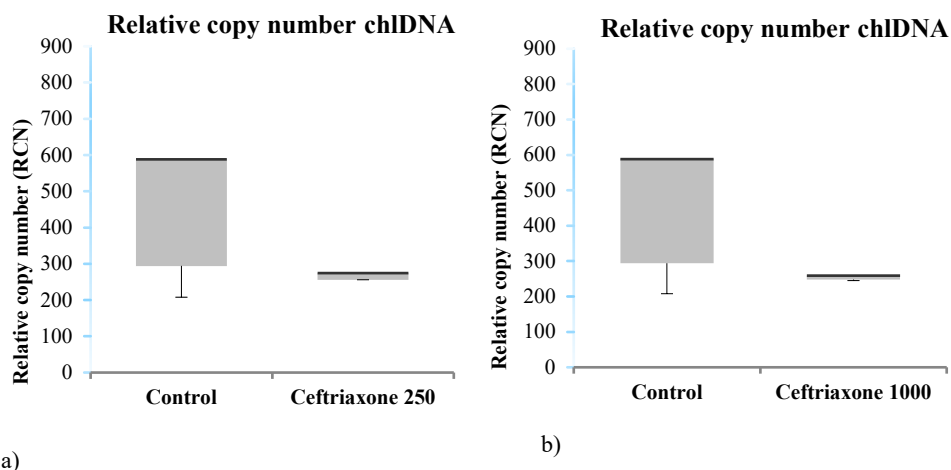 Relative copy number chlDNA
Relative copy number (RCN)
900
800
700
600
500
400
300
200
100
0
Control
Ceftriaxone 250
a)
Relative copy number chlDNA
Relative copy number (RCN)
900
800
700
600
500
400
300
200
100
0
Control
Ceftriaxone 1000
b)